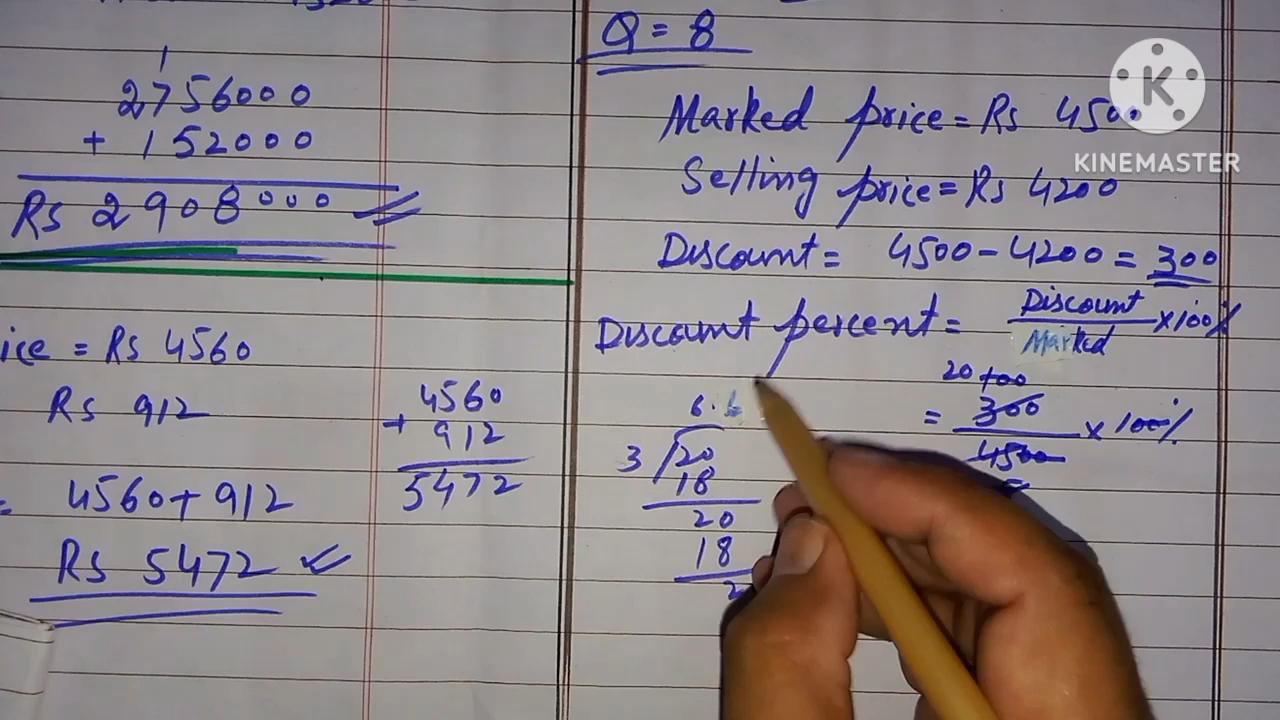 2756000
+ 152000
Rs 2908000
ice = Rs 4560
Rs 912
4560
+ 912
5472
= 4560+912
Rs 5472
Q = 8
Marked price = Rs 4500
Selling price = Rs 4200
Discount = 4500 - 4200 = 300
Discount percent = Discount
Marked
×100%
20 100
= 300
4500
× 100%
6.6
3 20
18
20
18
2
K
KINEMASTER